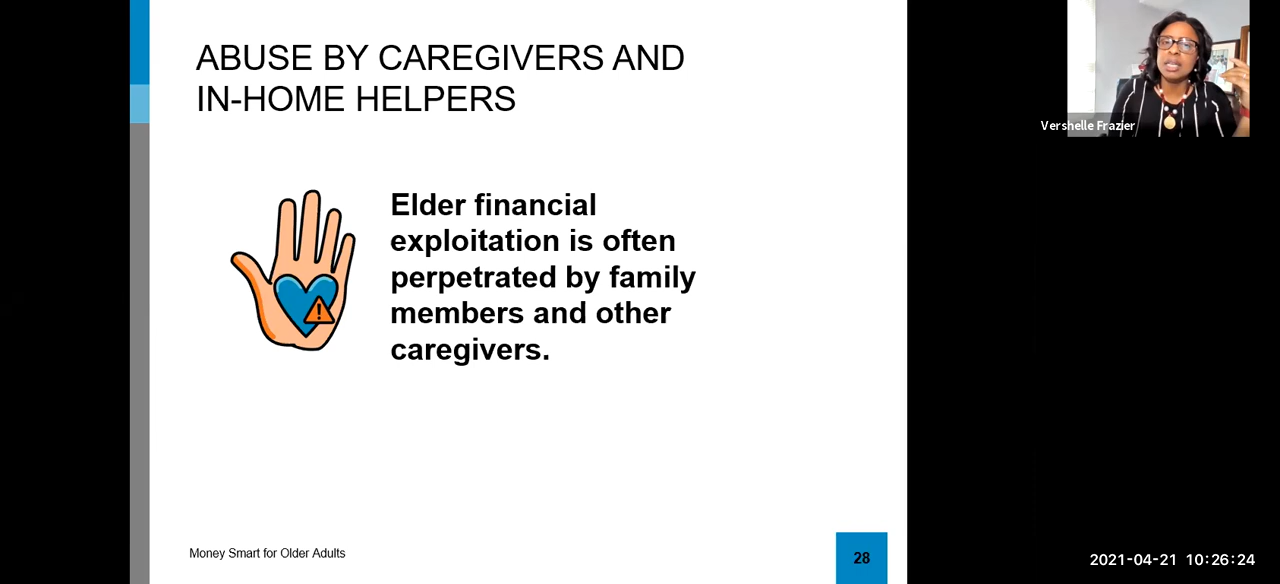 ABUSE BY CAREGIVERS AND
IN-HOME HELPERS
Elder financial
exploitation is often
perpetrated by family
members and other
caregivers.
Money Smart for Older Adults
28
Vershelle Frazier
2021-04-21 10:26:24